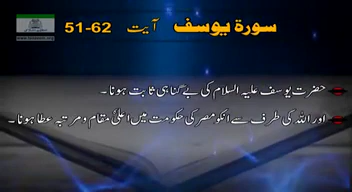 سورۃ یوسف آیت 51-62
حضرت یوسف علیہ السلام کی بے گناہی ثابت ہونا ۔
اور اللہ کی طرف سے انکو مصر کی حکومت میں اعلیٰ مقام و مرتبہ عطا ہونا ۔